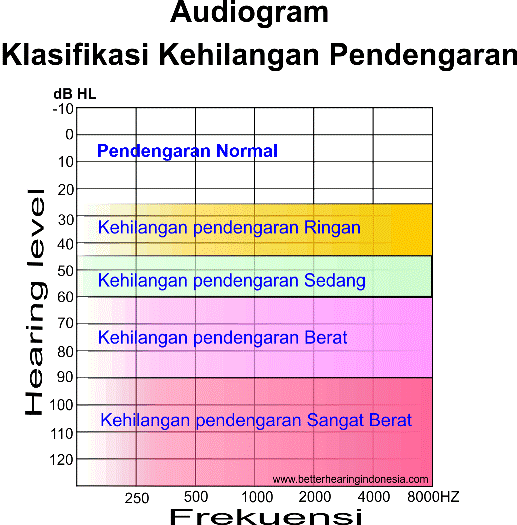 Audiogram
Klasifikasi Kehilangan Pendengaran
dB HL
-10
0
Pendengaran Normal
10
20
30
Kehilangan pendengaran Ringan
40
50
Kehilangan pendengaran Sedang
60
70
Kehilangan pendengaran Berat
80
90
100
Kehilangan pendengaran Sangat Berat
110
120
Hearing level
www.betterhearingindonesia.com
250 500 1000 2000 4000 8000HZ
Frekuensi